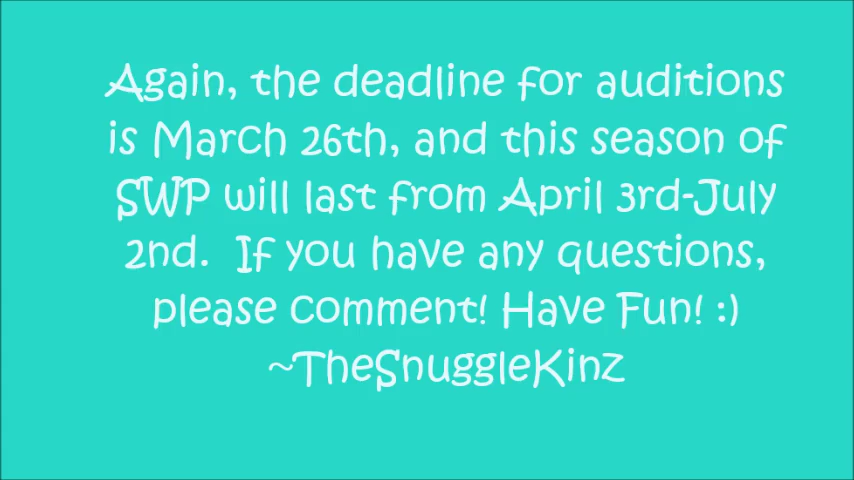 Again, the deadline for auditions
is March 26th, and this season of
SWP will last from April 3rd-July
2nd.  If you have any questions,
please comment! Have Fun! :)
~TheSnuggleKinz